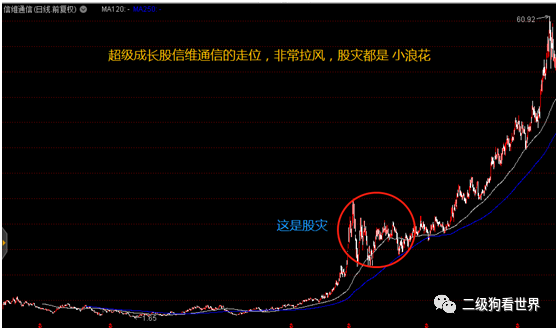 信维通信(日线.前复权) MA120: - MA250:
60.92
超级成长股信维通信的走位，非常拉风，股灾都是 小浪花
这是股灾
1.65
二级狗看世界